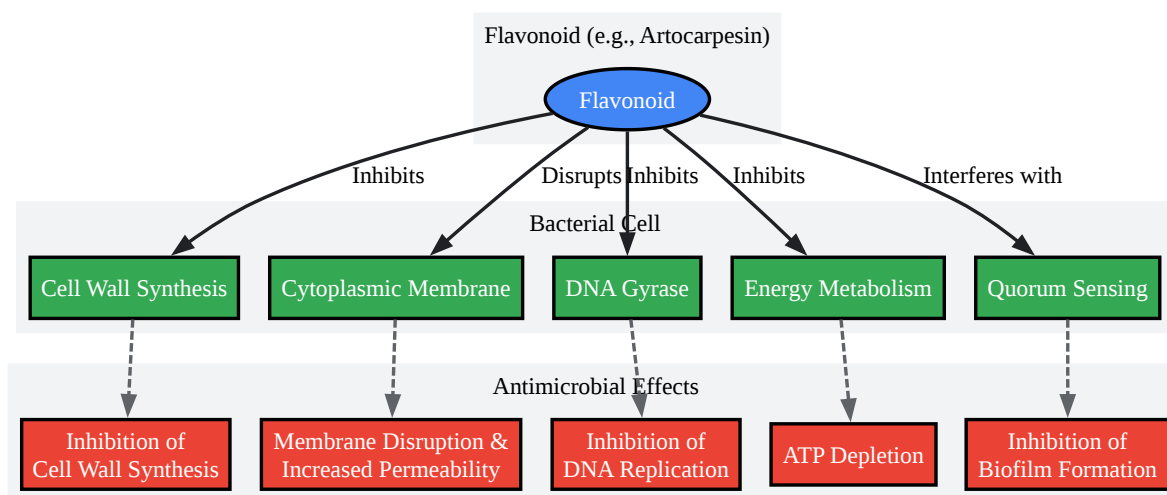 Flavonoid (e.g., Artocarpesin)
Flavonoid
Inhibits
Disrupts
Inhibits
Inhibits
Interferes with
Bacterial Cell
Cell Wall Synthesis
Cytoplasmic Membrane
DNA Gyrase
Energy Metabolism
Quorum Sensing
Antimicrobial Effects
Inhibition of
Cell Wall Synthesis
Membrane Disruption &
Increased Permeability
Inhibition of
DNA Replication
ATP Depletion
Inhibition of
Biofilm Formation